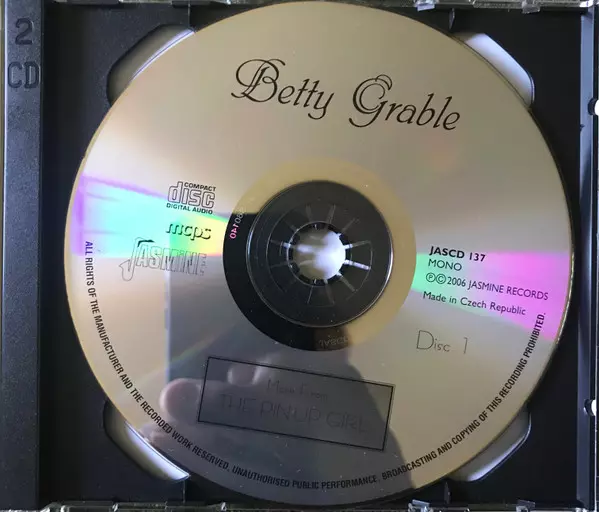 2
CD
Betty Grable
COMPACT
disc
DIGITAL AUDIO
mcps
JASMINE
JASCD 137
MONO
℗© 2006 JASMINE RECORDS
Made in Czech Republic
Disc 1
THE PIN UP GIRL
ALL RIGHTS OF THE MANUFACTURER AND THE RECORDED WORK RESERVED, UNAUTHORISED PUBLIC PERFORMANCE, BROADCASTING AND COPYING OF THIS RECORDING PROHIBITED.